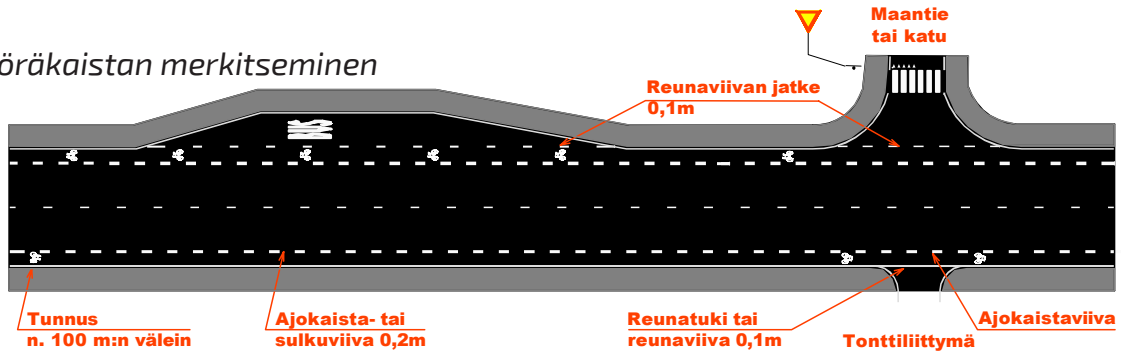 öräkaistan merkitseminen
Maantie
tai katu
Reunaviivan jatke
0,1m
BUS
Tunnus
n. 100 m:n välein
Ajokaista- tai
sulkuviiva 0,2m
Reunatuki tai
reunaviiva 0,1m
Tonttiliittymä
Ajokaistaviiva